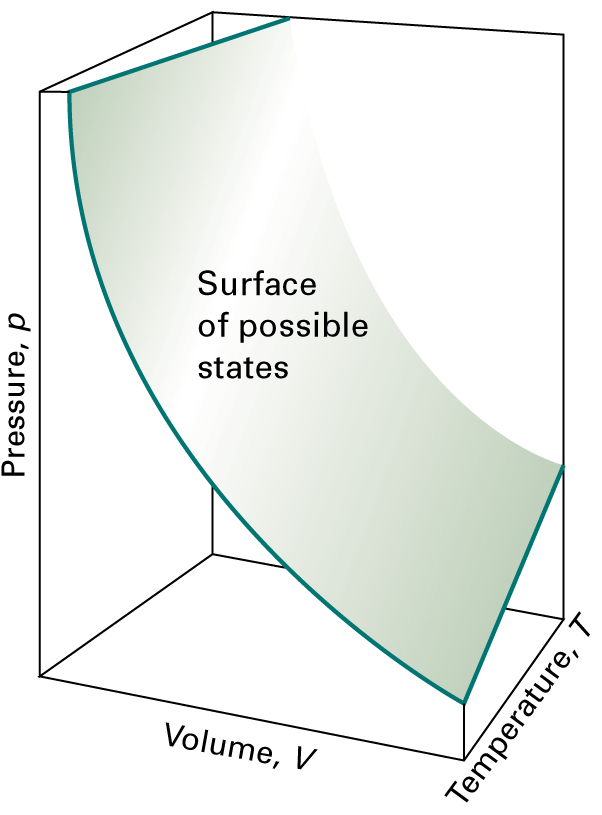 Surface
of possible
states
Pressure, p
Volume, V
Temperature, T